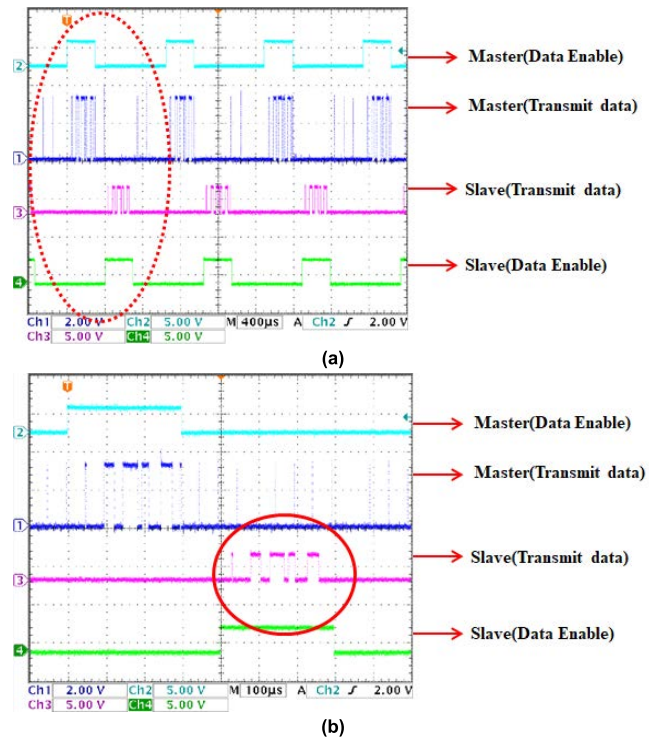 T
2
Master(Data Enable)
Master(Transmit data)
1
Slave(Transmit data)
3
Slave(Data Enable)
4
Ch1 2.00 V Ch2 5.00 V M 400µs A Ch2 ∫ 2.00 V
Ch3 5.00 V Ch4 5.00 V
(a)
T
2
Master(Data Enable)
Master(Transmit data)
1
Slave(Transmit data)
3
Slave(Data Enable)
4
Ch1 2.00 V Ch2 5.00 V M 100µs A Ch2 ∫ 2.00 V
Ch3 5.00 V Ch4 5.00 V
(b)